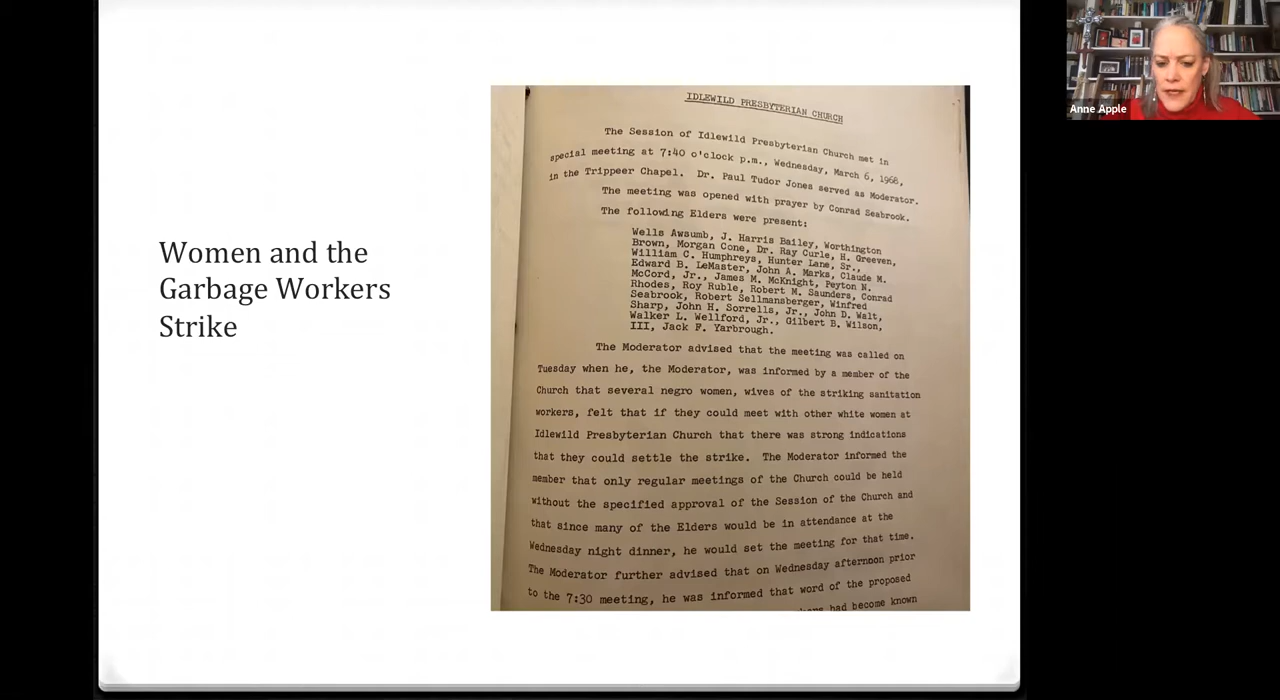 Women and the
Garbage Workers
Strike
IDLEWILD PRESBYTERIAN CHURCH
The Session of Idlewild Presbyterian Church met in
special meeting at 7:40 o'clock p.m., Wednesday, March 6, 1968,
in the Trippeer Chapel. Dr. Paul Tudor Jones served as Moderator.
The meeting was opened with prayer by Conrad Seabrook.
The following Elders were present:
Wells Awsumb, J. Harris Bailey, Worthington
Brown, Morgan Cone, Dr. Ray Curle, H. Greeven,
William C. Humphreys, Hunter Lane, Sr.,
Edward B. LeMaster, John A. Marks, Claude M.
McCord, Jr., James M. McKnight, Peyton N.
Rhodes, Roy Ruble, Robert M. Saunders, Conrad
Seabrook, Robert Sellmansberger, Winfred
Sharp, John H. Sorrells, Jr., John D. Walt,
Walker L. Wellford, Jr., Gilbert B. Wilson,
III, Jack F. Yarbrough.
The Moderator advised that the meeting was called on
Tuesday when he, the Moderator, was informed by a member of the
Church that several negro women, wives of the striking sanitation
workers, felt that if they could meet with other white women at
Idlewild Presbyterian Church that there was strong indications
that they could settle the strike. The Moderator informed the
member that only regular meetings of the Church could be held
without the specified approval of the Session of the Church and
that since many of the Elders would be in attendance at the
Wednesday night dinner, he would set the meeting for that time.
The Moderator further advised that on Wednesday afternoon prior
to the 7:30 meeting, he was informed that word of the proposed
had become known
Anne Apple